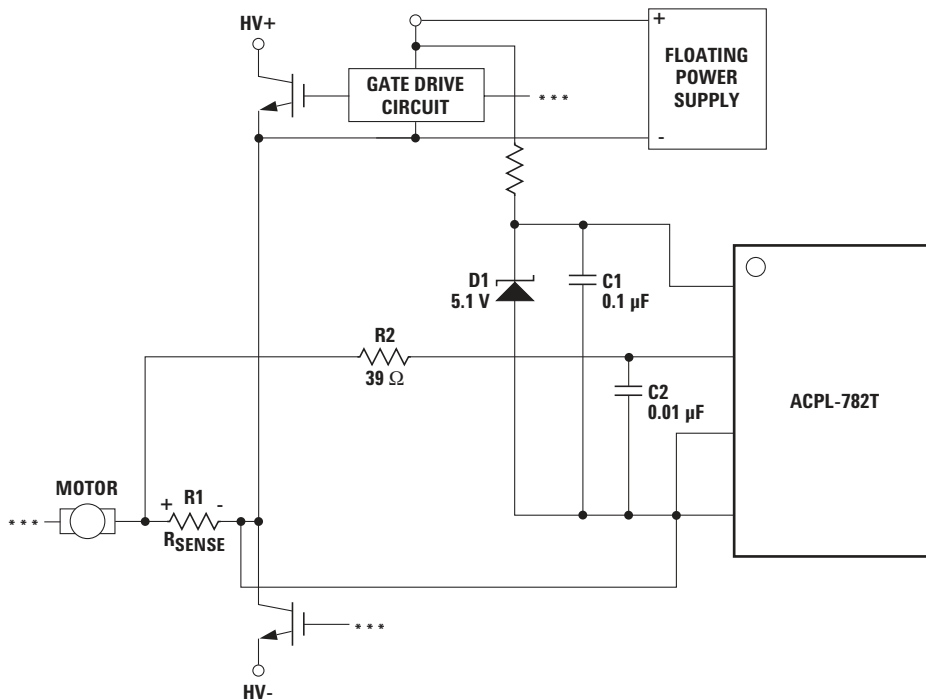 HV+
+
FLOATING
POWER
SUPPLY
-
GATE DRIVE
CIRCUIT
***
D1
5.1 V
C1
0.1 µF
R2
39 Ω
C2
0.01 µF
ACPL-782T
MOTOR
***
+ R1 -
RSENSE
***
HV-